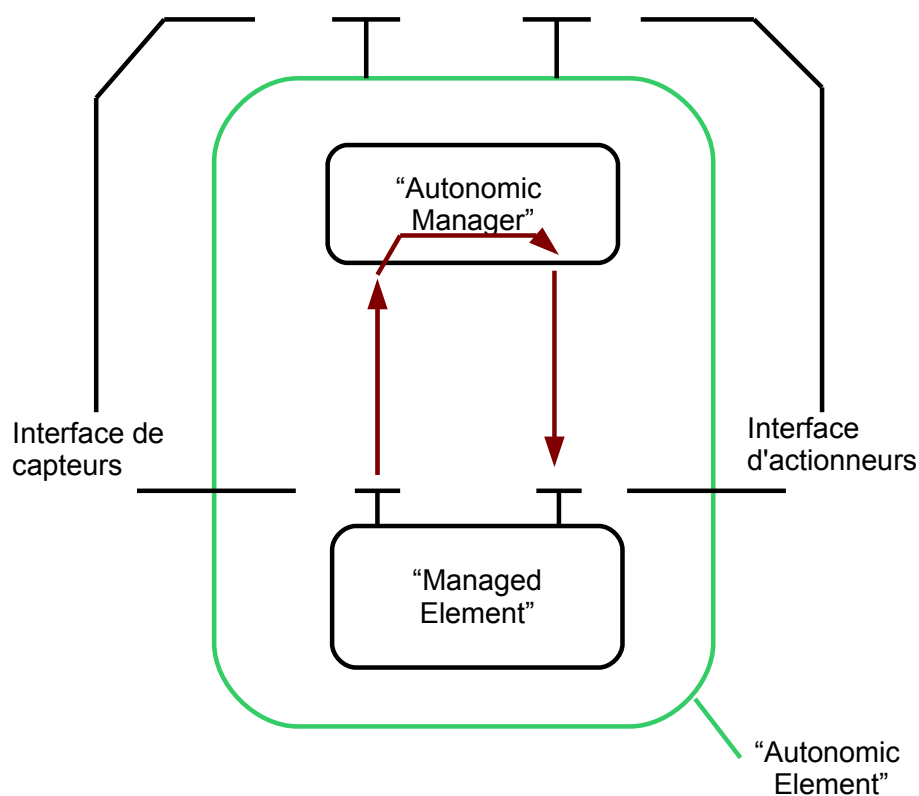 “Autonomic
Manager”
Interface de
capteurs
Interface
d'actionneurs
“Managed
Element”
“Autonomic
Element”